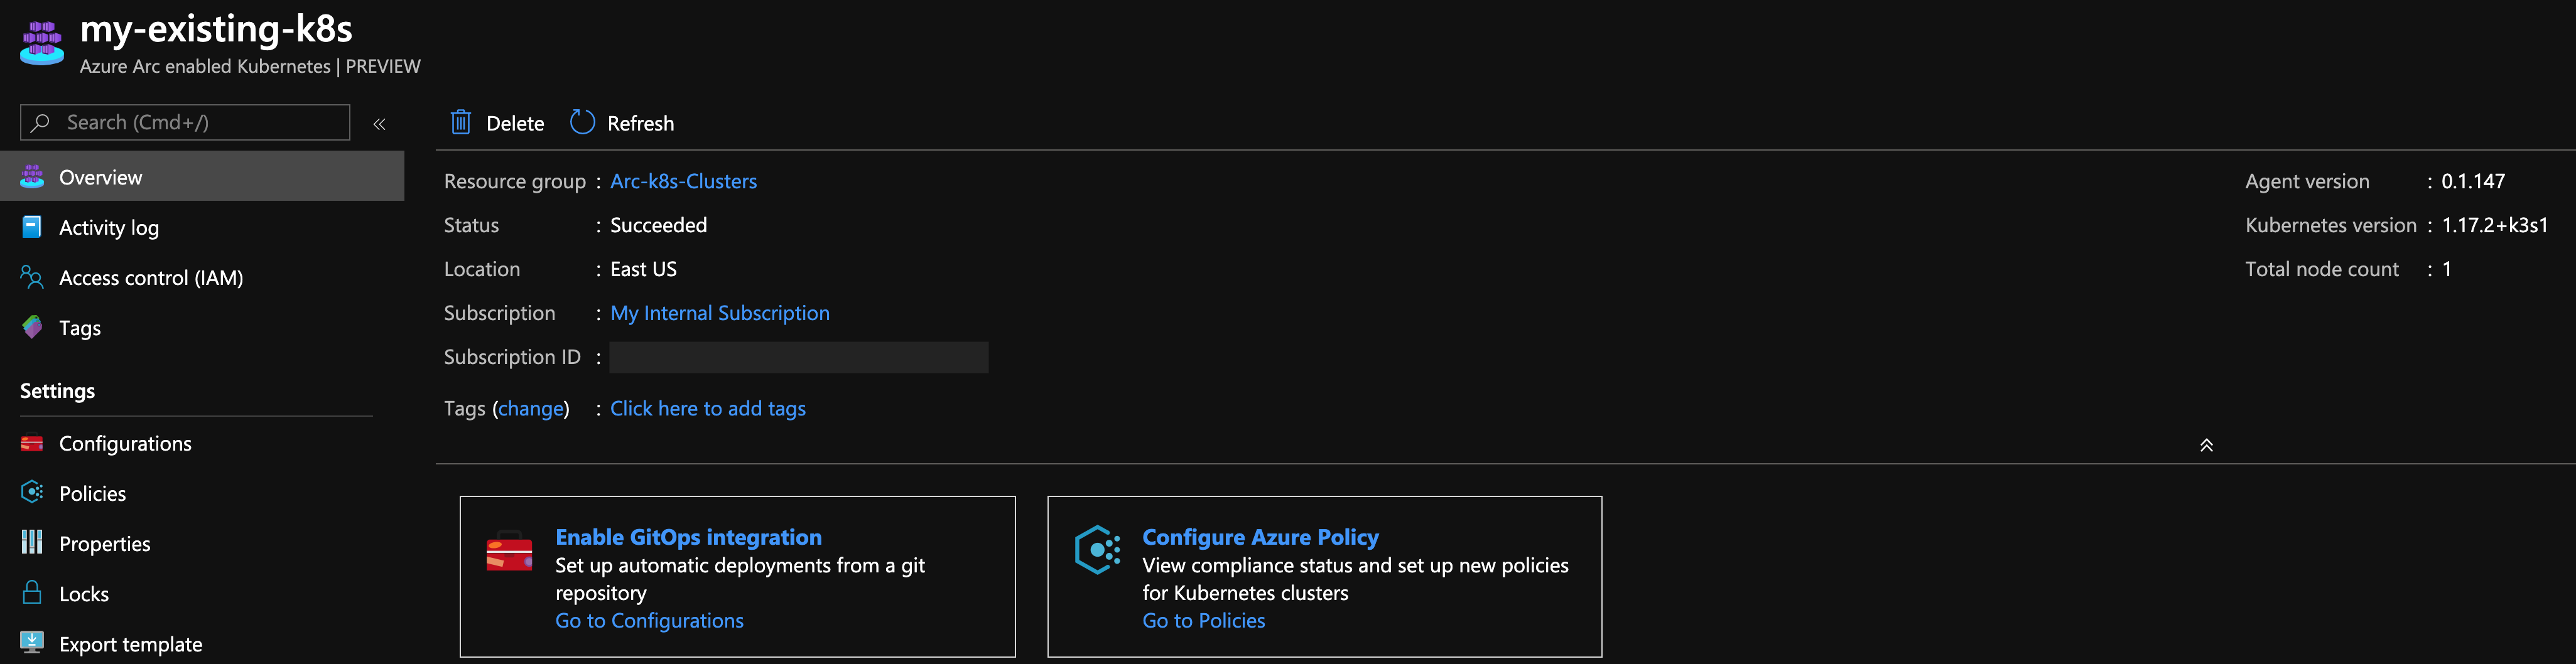 my-existing-k8s
Azure Arc enabled Kubernetes | PREVIEW
Search (Cmd+/)
«
Overview
Activity log
Access control (IAM)
Tags
Settings
Configurations
Policies
Properties
Locks
Export template
Delete
Refresh
Resource group : Arc-k8s-Clusters
Status : Succeeded
Location : East US
Subscription : My Internal Subscription
Subscription ID :
Tags (change) : Click here to add tags
Agent version : 0.1.147
Kubernetes version : 1.17.2+k3s1
Total node count : 1
Enable GitOps integration
Set up automatic deployments from a git
repository
Go to Configurations
Configure Azure Policy
View compliance status and set up new policies
for Kubernetes clusters
Go to Policies